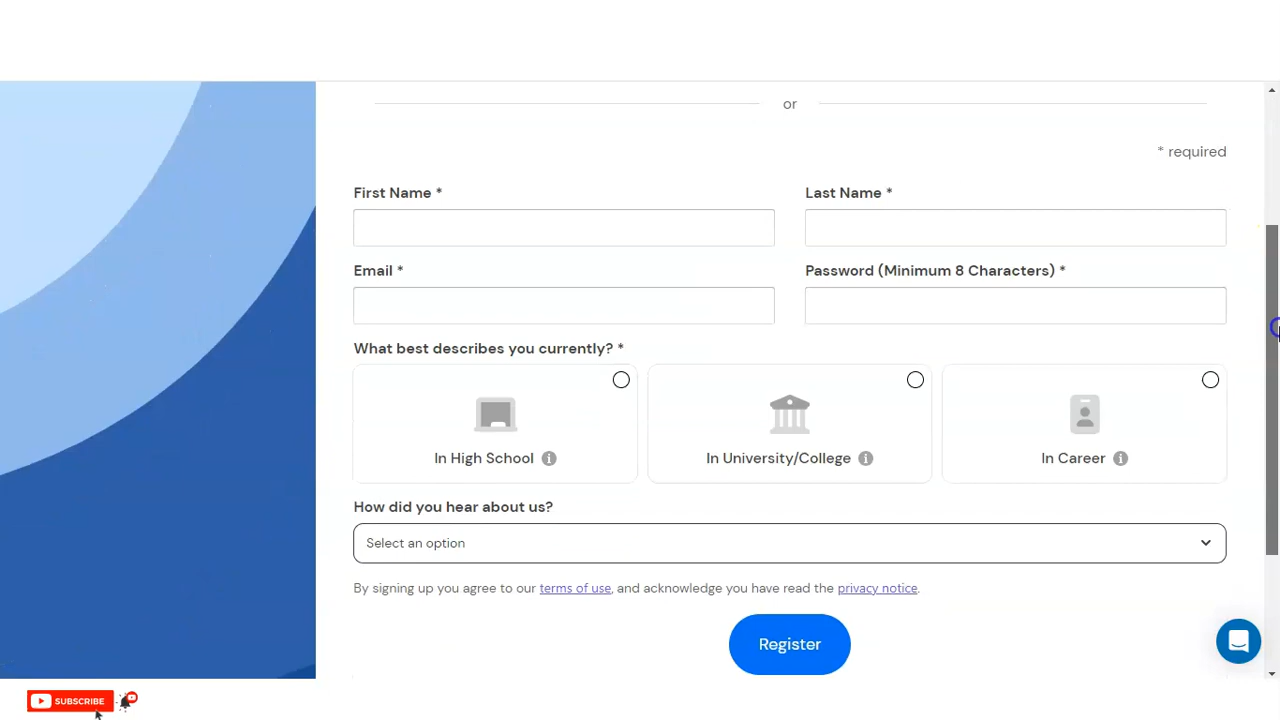 or
* required
First Name *
Last Name *
Email *
Password (Minimum 8 Characters) *
What best describes you currently? *
In High School
In University/College
In Career
How did you hear about us?
Select an option
By signing up you agree to our terms of use, and acknowledge you have read the privacy notice.
Register
SUBSCRIBE